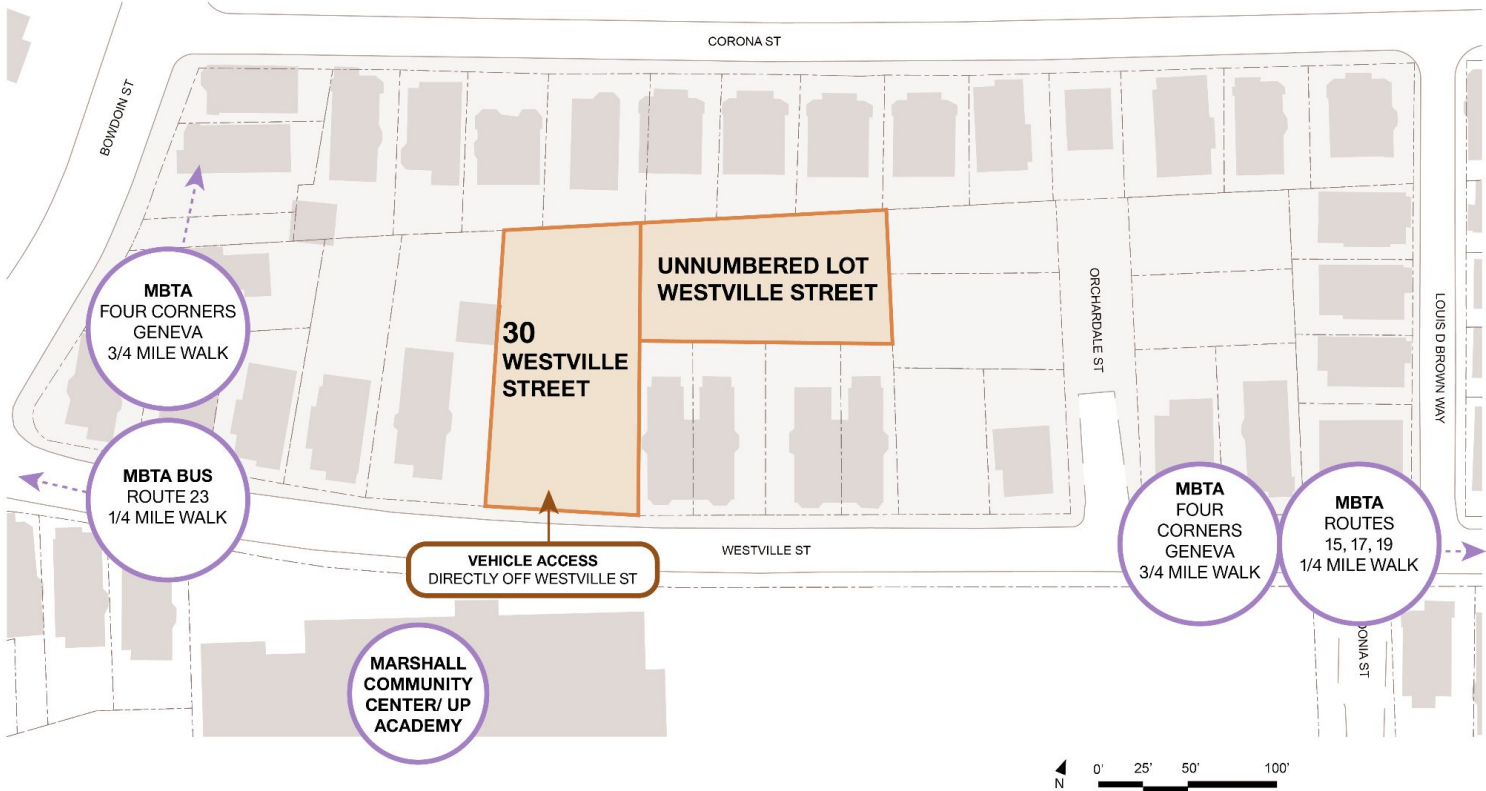 CORONA ST
BOWDOIN ST
MBTA
FOUR CORNERS
GENEVA
3/4 MILE WALK
UNNUMBERED LOT
WESTVILLE STREET
30
WESTVILLE
STREET
ORCHARDALE ST
LOUIS D BROWN WAY
MBTA BUS
ROUTE 23
1/4 MILE WALK
VEHICLE ACCESS
DIRECTLY OFF WESTVILLE ST
WESTVILLE ST
MBTA
FOUR
CORNERS
GENEVA
3/4 MILE WALK
MBTA
ROUTES
15, 17, 19
1/4 MILE WALK
MARSHALL
COMMUNITY
CENTER/ UP
ACADEMY
ONIA ST
N
0' 25' 50' 100'